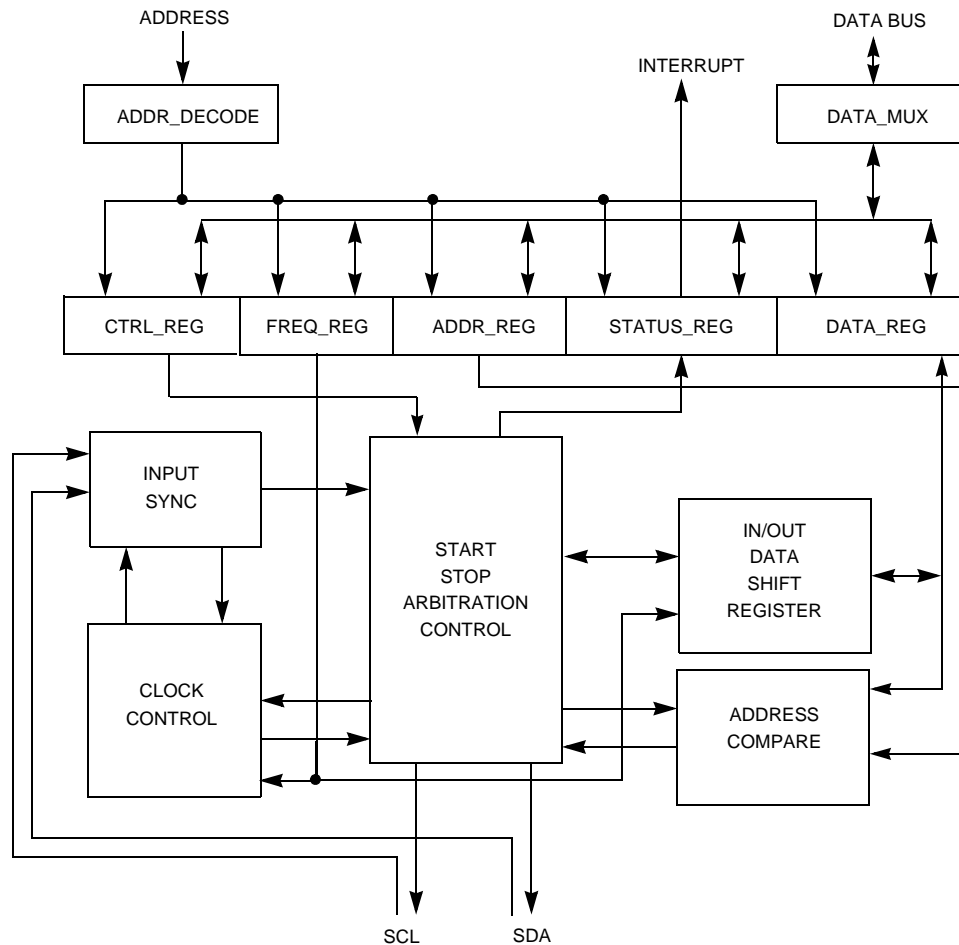 ADDRESS
DATA BUS
INTERRUPT
ADDR_DECODE
DATA_MUX
CTRL_REG
FREQ_REG
ADDR_REG
STATUS_REG
DATA_REG
INPUT
SYNC
START
STOP
ARBITRATION
CONTROL
IN/OUT
DATA
SHIFT
REGISTER
CLOCK
CONTROL
ADDRESS
COMPARE
SCL
SDA